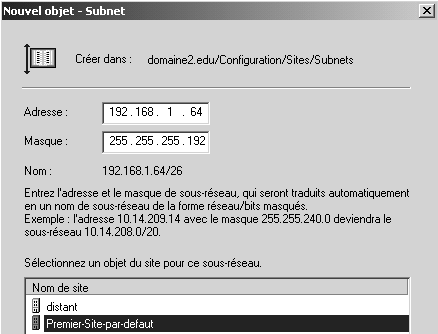 Nouvel objet - Subnet
Créer dans : domaine2.edu/Configuration/Sites/Subnets
Adresse : 192.168. 1 . 64
Masque : 255.255.255.192
Nom : 192.168.1.64/26
Entrez l'adresse et le masque de sous-réseau, qui seront traduits automatiquement
en un nom de sous-réseau de la forme réseau/bits masqués.
Exemple : l'adresse 10.14.209.14 avec le masque 255.255.240.0 deviendra le
sous-réseau 10.14.208.0/20.
Sélectionnez un objet du site pour ce sous-réseau.
Nom de site
distant
Premier-Site-par-defaut